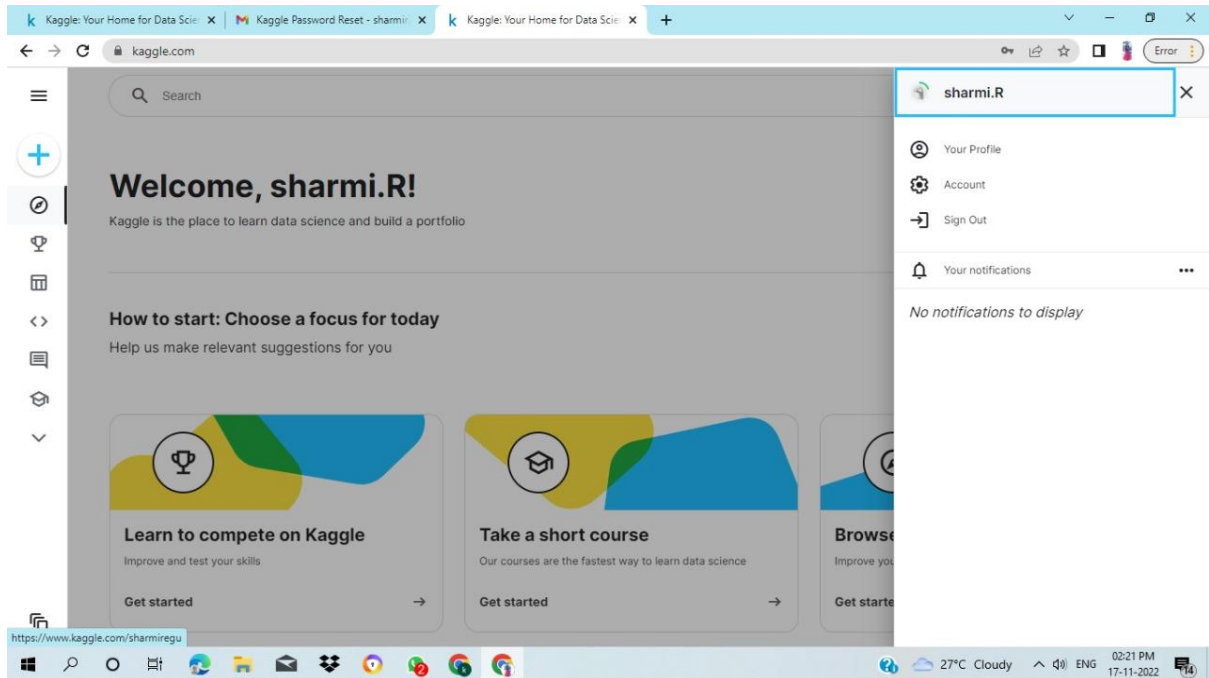 Kaggle: Your Home for Data Scie
Kaggle Password Reset - sharmir
Kaggle: Your Home for Data Scie
kaggle.com
Error
Search
sharmi.R
Your Profile
Account
Sign Out
Your notifications
No notifications to display
Welcome, sharmi.R!
Kaggle is the place to learn data science and build a portfolio
How to start: Choose a focus for today
Help us make relevant suggestions for you
Learn to compete on Kaggle
Improve and test your skills
Get started
Take a short course
Our courses are the fastest way to learn data science
Get started
Browse
Improve you
Get starte
https://www.kaggle.com/sharmiregu
27°C Cloudy
ENG
02:21 PM
17-11-2022
2
14